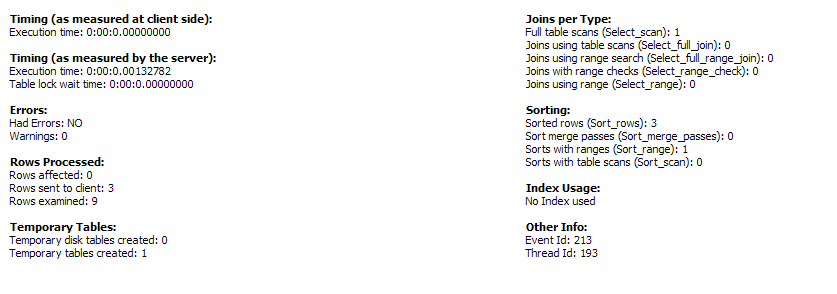 Timing (as measured at client side):
Execution time: 0:00:0.00000000
Timing (as measured by the server):
Execution time: 0:00:0.00132782
Table lock wait time: 0:00:0.00000000
Errors:
Had Errors: NO
Warnings: 0
Rows Processed:
Rows affected: 0
Rows sent to client: 3
Rows examined: 9
Temporary Tables:
Temporary disk tables created: 0
Temporary tables created: 1
Joins per Type:
Full table scans (Select_scan): 1
Joins using table scans (Select_full_join): 0
Joins using range search (Select_full_range_join): 0
Joins with range checks (Select_range_check): 0
Joins using range (Select_range): 0
Sorting:
Sorted rows (Sort_rows): 3
Sort merge passes (Sort_merge_passes): 0
Sorts with ranges (Sort_range): 1
Sorts with table scans (Sort_scan): 0
Index Usage:
No Index used
Other Info:
Event Id: 213
Thread Id: 193